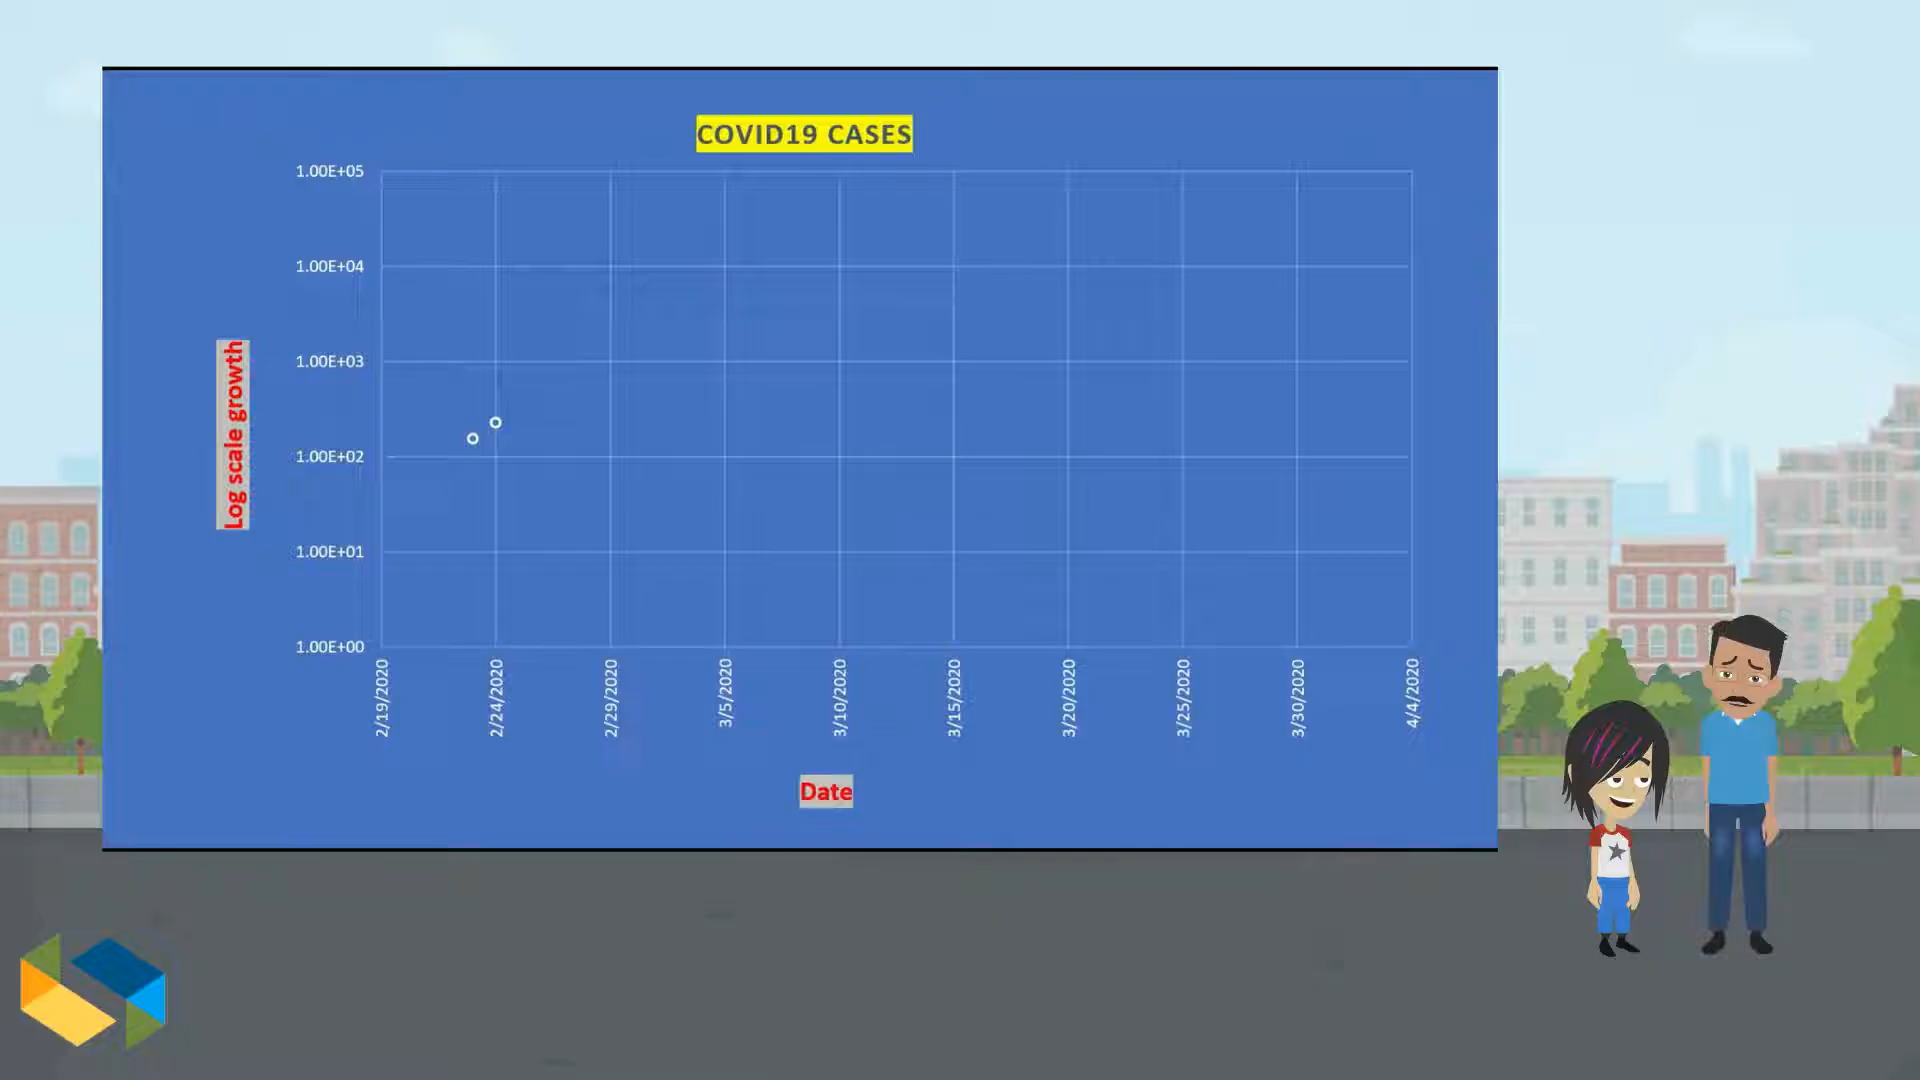 COVID19 CASES
1.00E+05
1.00E+04
1.00E+03
1.00E+02
1.00E+01
1.00E+00
Log scale growth
2/19/2020
2/24/2020
2/29/2020
3/5/2020
3/10/2020
3/15/2020
3/20/2020
3/25/2020
3/30/2020
4/4/2020
Date